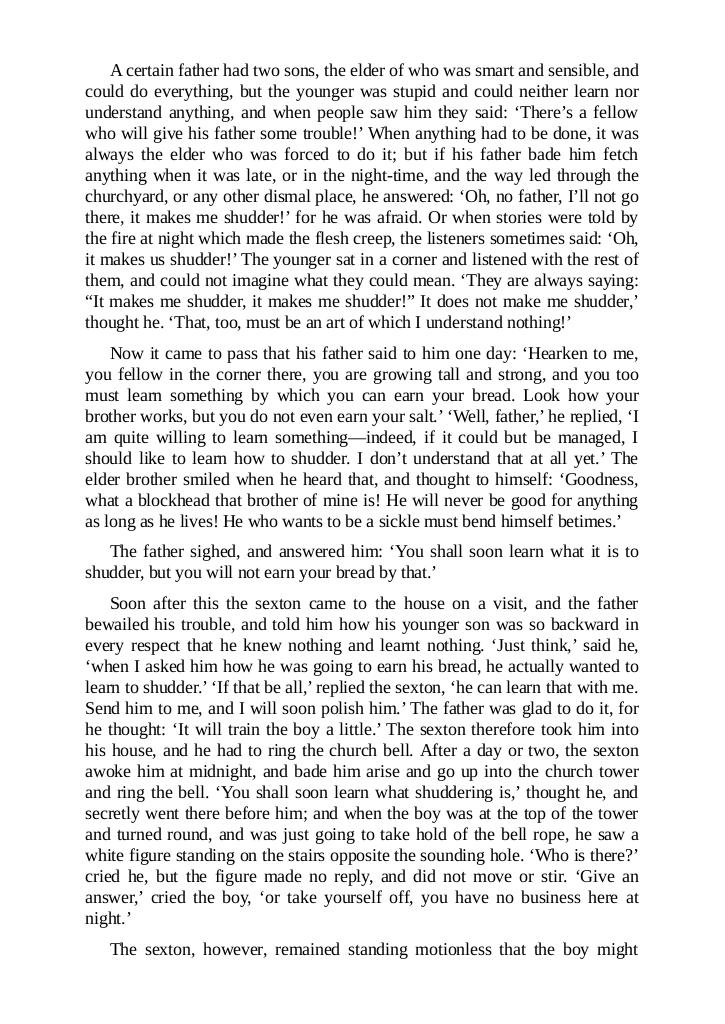 A certain father had two sons, the elder of who was smart and sensible, and
could do everything, but the younger was stupid and could neither learn nor
understand anything, and when people saw him they said: ‘There’s a fellow
who will give his father some trouble!’ When anything had to be done, it was
always the elder who was forced to do it; but if his father bade him fetch
anything when it was late, or in the night-time, and the way led through the
churchyard, or any other dismal place, he answered: ‘Oh, no father, I’ll not go
there, it makes me shudder!’ for he was afraid. Or when stories were told by
the fire at night which made the flesh creep, the listeners sometimes said: ‘Oh,
it makes us shudder!’ The younger sat in a corner and listened with the rest of
them, and could not imagine what they could mean. ‘They are always saying:
“It makes me shudder, it makes me shudder!” It does not make me shudder,’
thought he. ‘That, too, must be an art of which I understand nothing!’
Now it came to pass that his father said to him one day: ‘Hearken to me,
you fellow in the corner there, you are growing tall and strong, and you too
must learn something by which you can earn your bread. Look how your
brother works, but you do not even earn your salt.’ ‘Well, father,’ he replied, ‘I
am quite willing to learn something—indeed, if it could but be managed, I
should like to learn how to shudder. I don’t understand that at all yet.’ The
elder brother smiled when he heard that, and thought to himself: ‘Goodness,
what a blockhead that brother of mine is! He will never be good for anything
as long as he lives! He who wants to be a sickle must bend himself betimes.’
The father sighed, and answered him: ‘You shall soon learn what it is to
shudder, but you will not earn your bread by that.’
Soon after this the sexton came to the house on a visit, and the father
bewailed his trouble, and told him how his younger son was so backward in
every respect that he knew nothing and learnt nothing. ‘Just think,’ said he,
‘when I asked him how he was going to earn his bread, he actually wanted to
learn to shudder.’ ‘If that be all,’ replied the sexton, ‘he can learn that with me.
Send him to me, and I will soon polish him.’ The father was glad to do it, for
he thought: ‘It will train the boy a little.’ The sexton therefore took him into
his house, and he had to ring the church bell. After a day or two, the sexton
awoke him at midnight, and bade him arise and go up into the church tower
and ring the bell. ‘You shall soon learn what shuddering is,’ thought he, and
secretly went there before him; and when the boy was at the top of the tower
and turned round, and was just going to take hold of the bell rope, he saw a
white figure standing on the stairs opposite the sounding hole. ‘Who is there?’
cried he, but the figure made no reply, and did not move or stir. ‘Give an
answer,’ cried the boy, ‘or take yourself off, you have no business here at
night.’
The sexton, however, remained standing motionless that the boy might